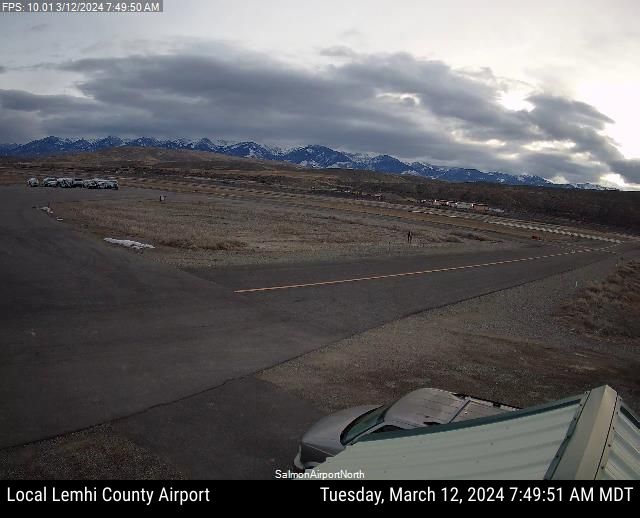 FPS: 10.01 3/12/2024 7:49:50 AM
SalmonAirportNorth
Local Lemhi County Airport
Tuesday, March 12, 2024 7:49:51 AM MDT